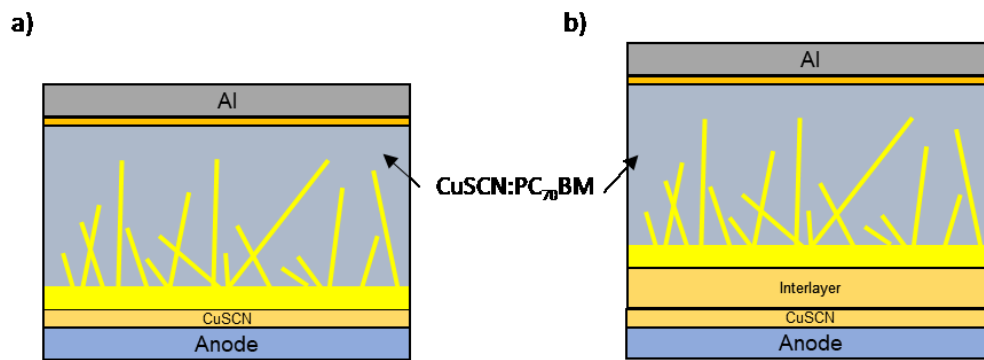 a)
b)
Al
Al
CuSCN:PC₇₀BM
Interlayer
CuSCN
CuSCN
Anode
Anode